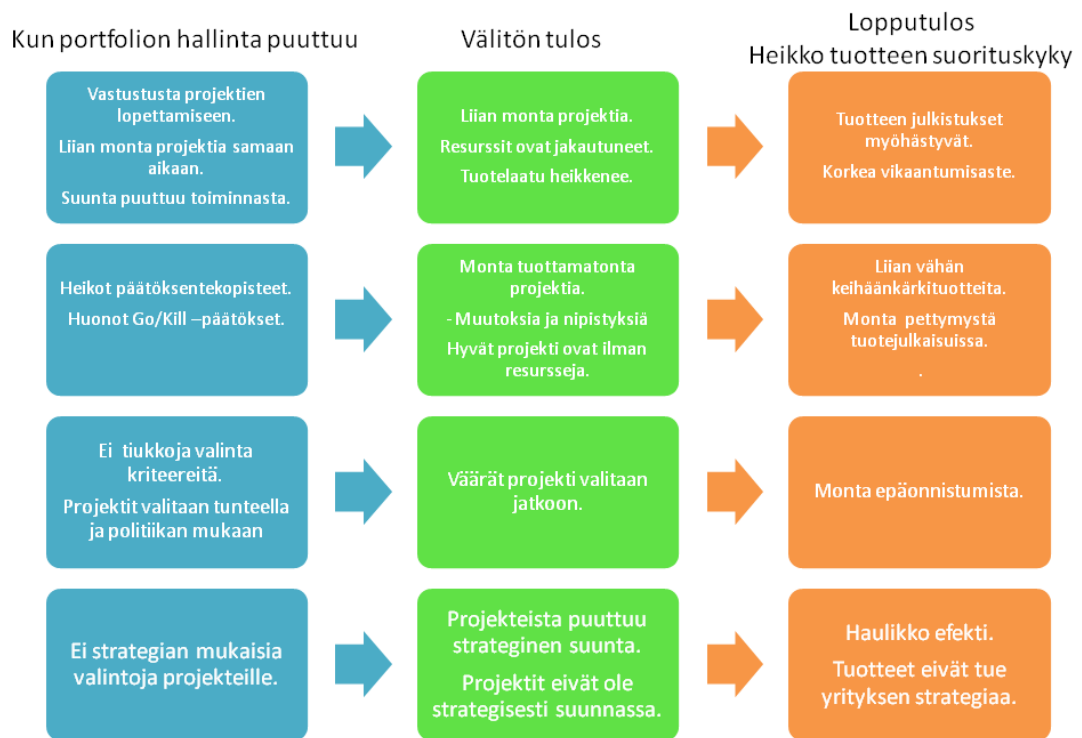 Kun portfolion hallinta puuttuu
Välitön tulos
Lopputulos
Heikko tuotteen suorituskyky
Vastustusta projektien
lopettamiseen.
Liian monta projektia samaan
aikaan.
Suunta puuttuu toiminnasta.
Liian monta projektia.
Resurssit ovat jakautuneet.
Tuotelaatu heikkenee.
Tuotteen julkistukset
myöhästyvät.
Korkea vikaantumisaste.
Heikot päätöksentekopisteet.
Huonot Go/Kill –päätökset.
Monta tuottamatonta
projektia.
- Muutoksia ja nipistyksiä
Hyvät projekti ovat ilman
resursseja.
Liian vähän
keihäänkärkituotteita.
Monta pettymystä
tuotejulkaisuissa.
.
Ei tiukkoja valinta
kriteereitä.
Projektit valitaan tunteella
ja politiikan mukaan
Väärät projekti valitaan
jatkoon.
Monta epäonnistumista.
Ei strategian mukaisia
valintoja projekteille.
Projekteista puuttuu
strateginen suunta.
Projektit eivät ole
strategisesti suunnassa.
Haulikko efekti.
Tuotteet eivät tue
yrityksen strategiaa.